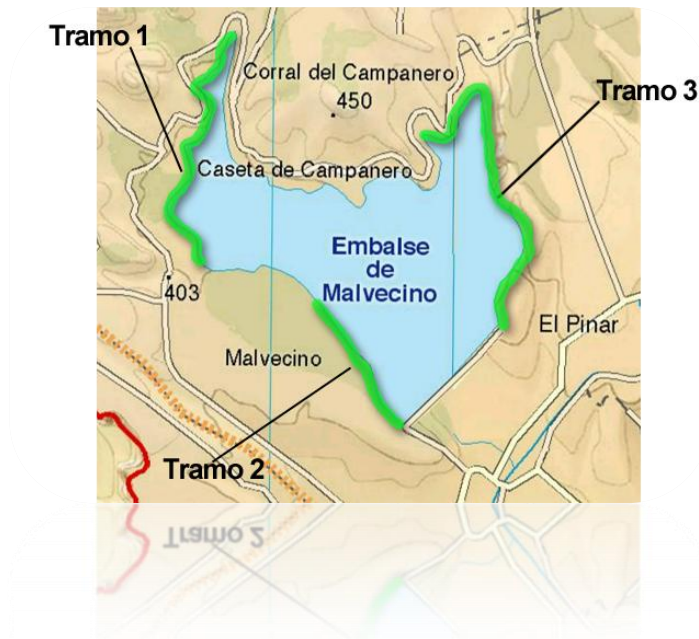 Tramo 1
Corral del Campanero
450
Tramo 3
Caseta de Campanero
Embalse
de
Malvecino
403
El Pinar
Malvecino
Tramo 2